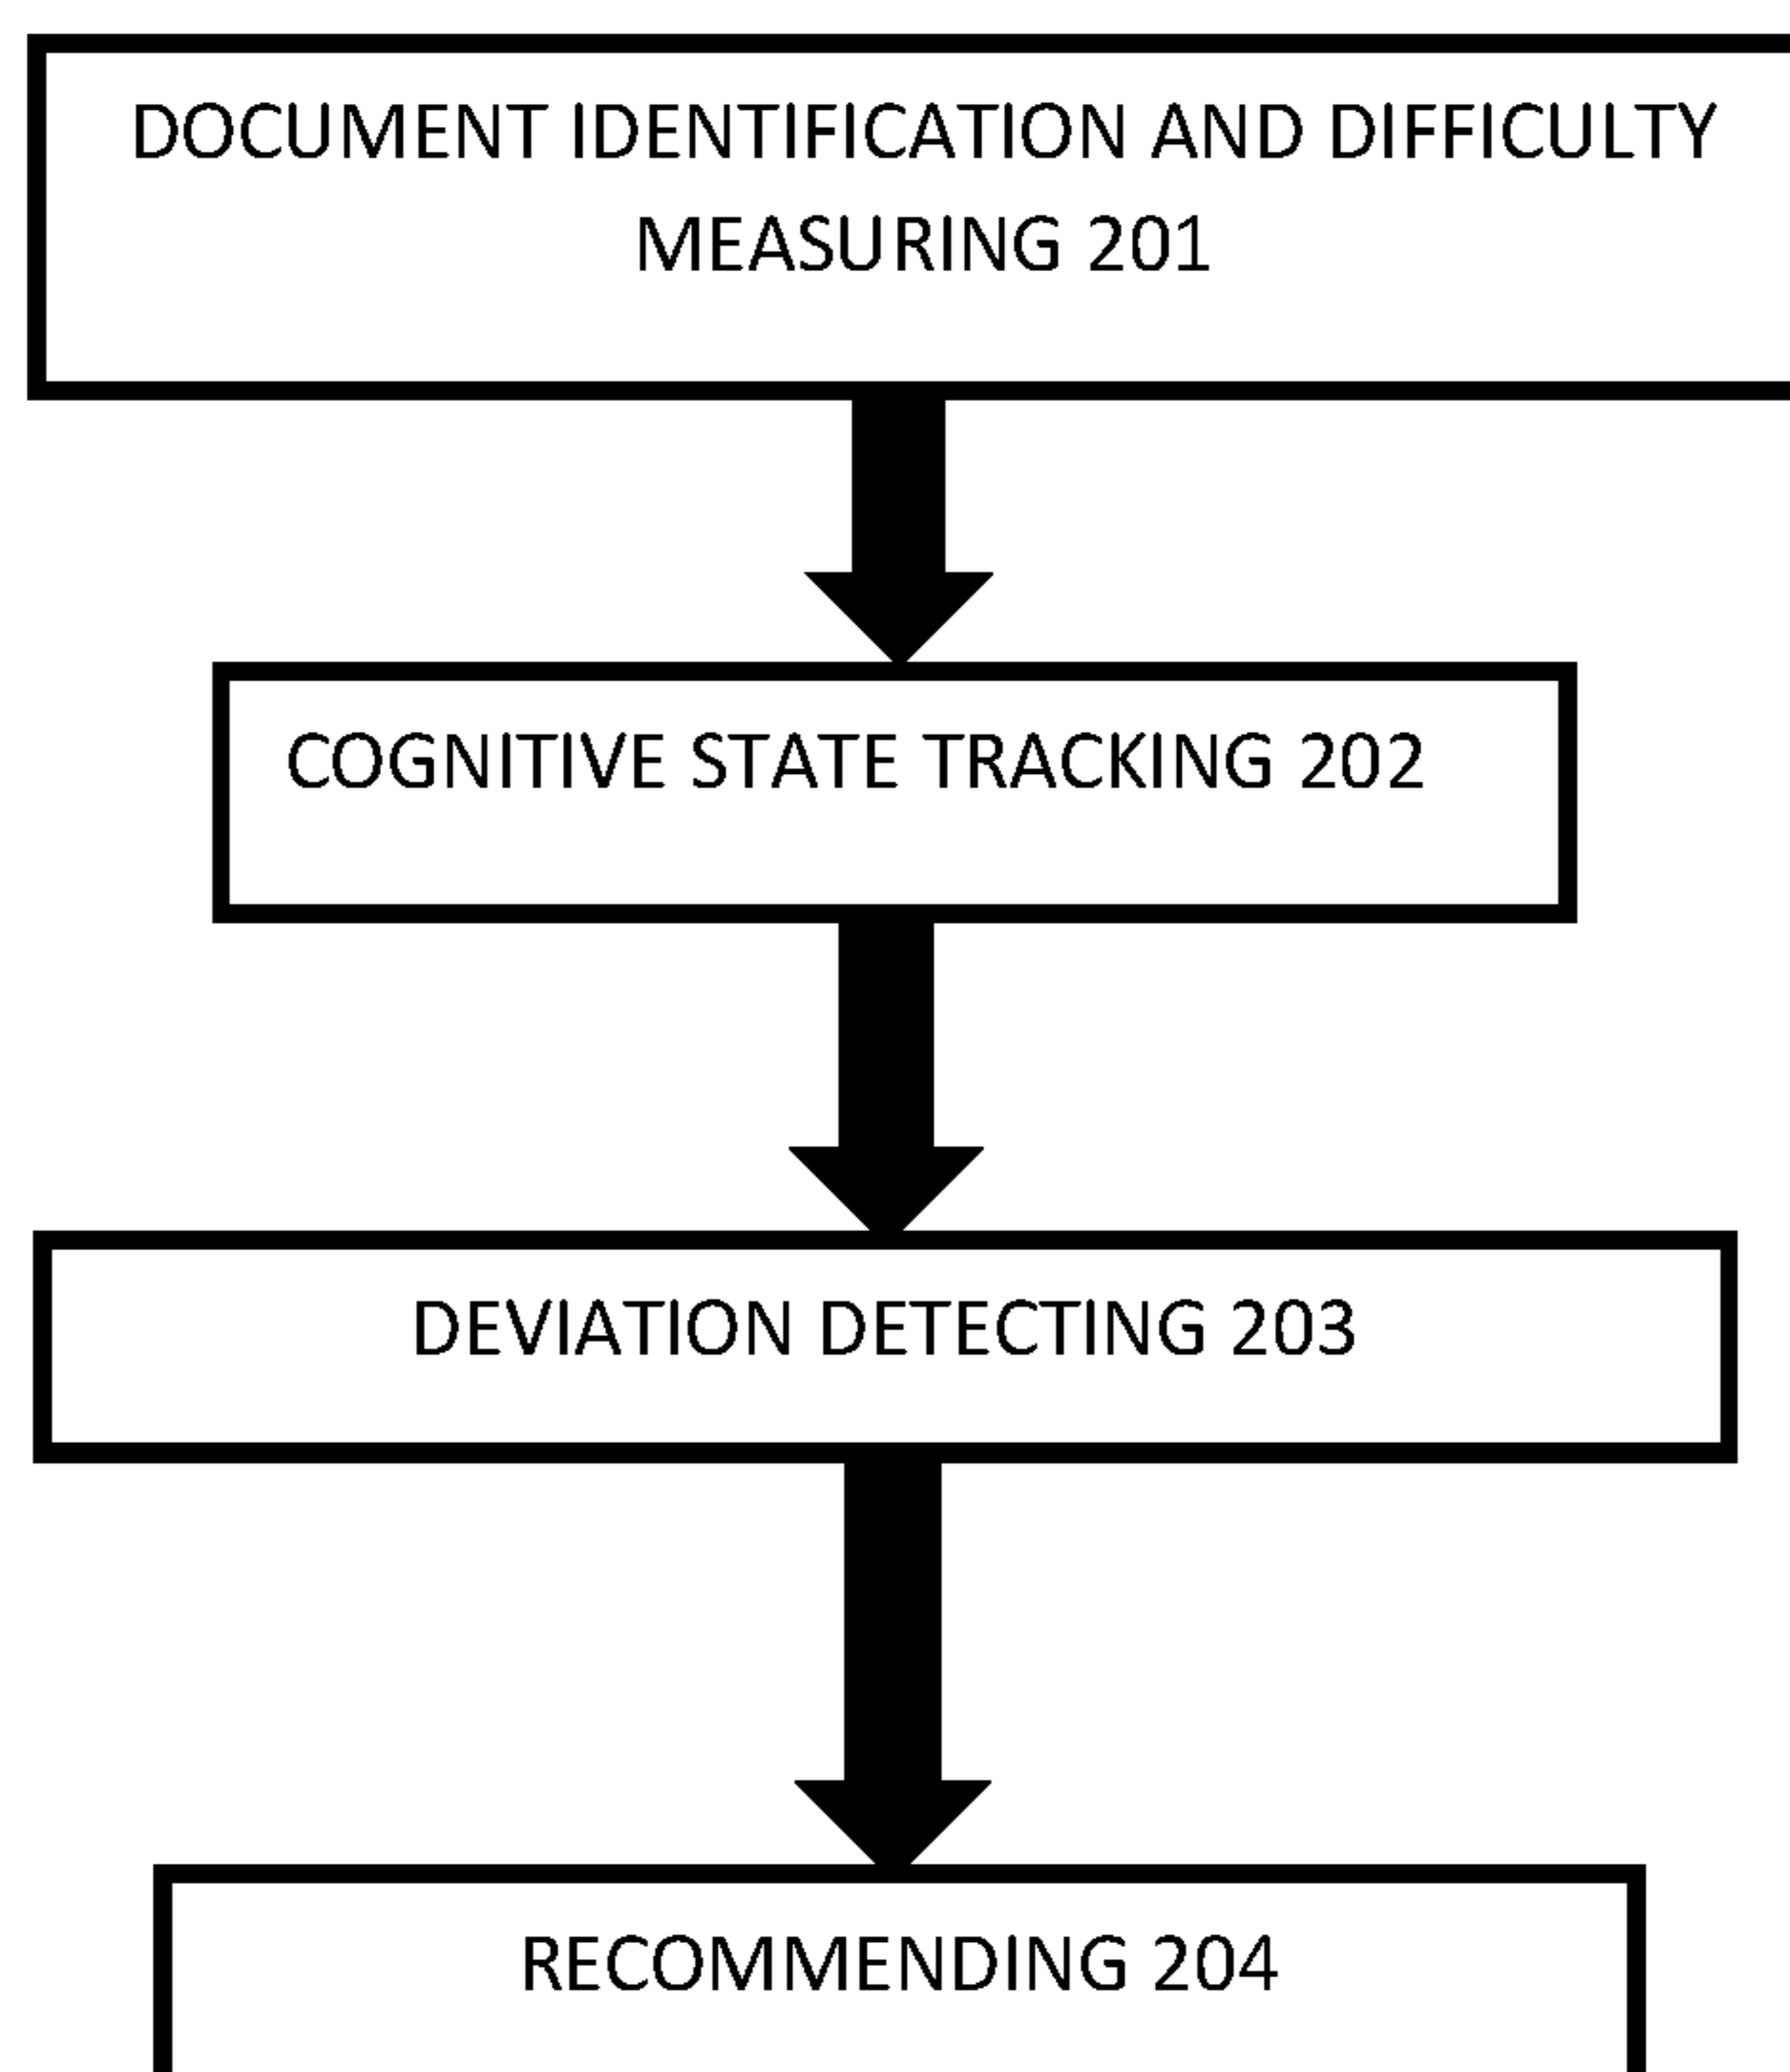 DOCUMENT IDENTIFICATION AND DIFFICULTY
MEASURING 201
COGNITIVE STATE TRACKING 202
DEVIATION DETECTING 203
RECOMMENDING 204